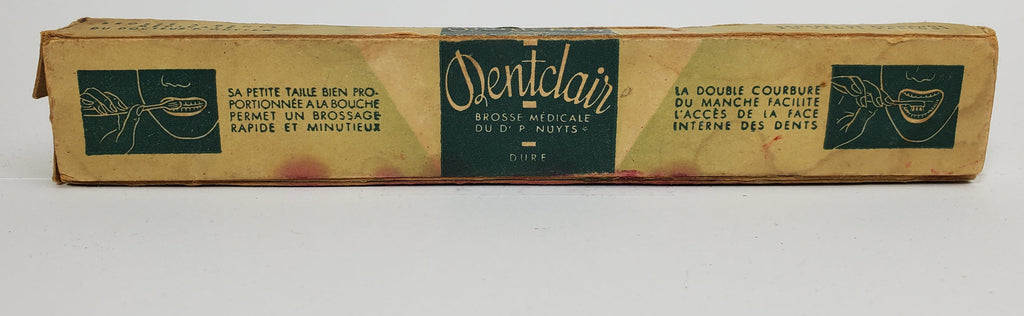 SA PETITE TAILLE BIEN PRO-
PORTIONNÉE A LA BOUCHE
PERMET UN BROSSAGE
RAPIDE ET MINUTIEUX
Dentclair
BROSSE MÉDICALE
DU Dr P. NUYTS
DURE
LA DOUBLE COURBURE
DU MANCHE FACILITE
L'ACCÈS DE LA FACE
INTERNE DES DENTS